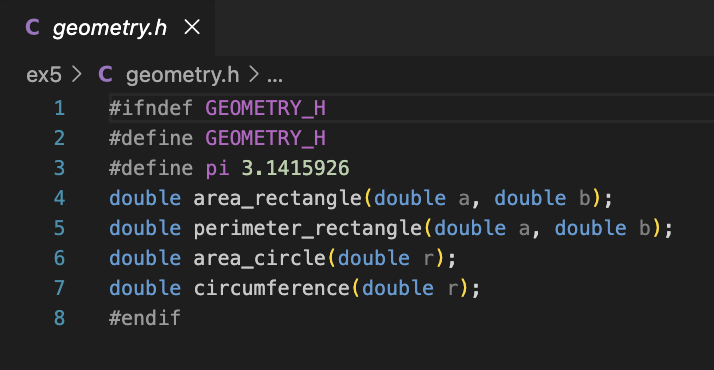 C geometry.h ×
ex5 > C geometry.h > ...
1 #ifndef GEOMETRY_H
2 #define GEOMETRY_H
3 #define pi 3.1415926
4 double area_rectangle(double a, double b);
5 double perimeter_rectangle(double a, double b);
6 double area_circle(double r);
7 double circumference(double r);
8 #endif